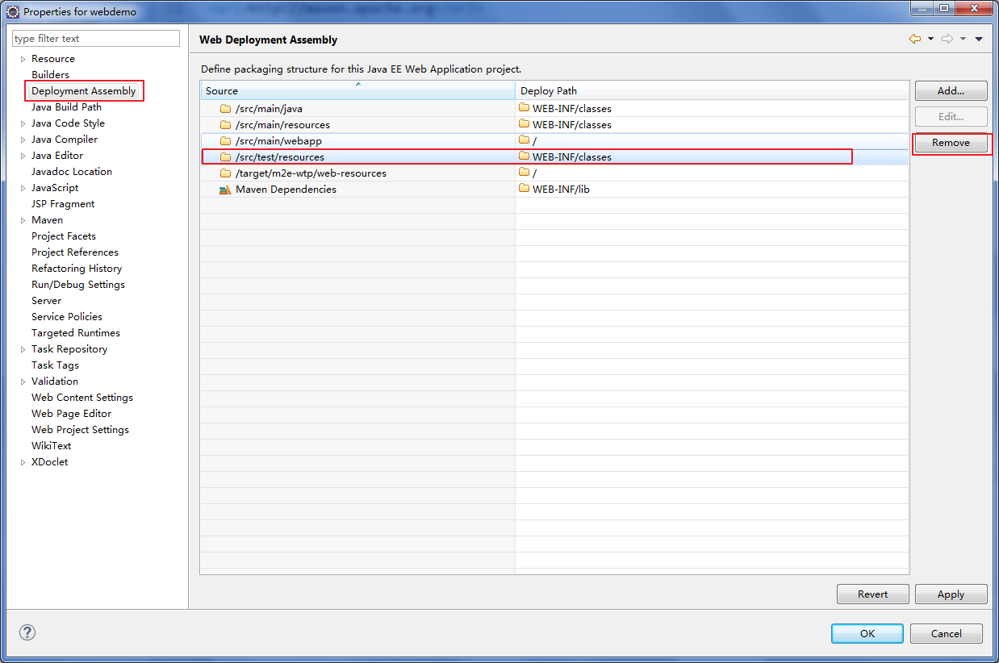 Properties for webdemo
type filter text
Resource
Builders
Deployment Assembly
Java Build Path
Java Code Style
Java Compiler
Java Editor
Javadoc Location
JavaScript
JSP Fragment
Maven
Project Facets
Project References
Refactoring History
Run/Debug Settings
Server
Service Policies
Targeted Runtimes
Task Repository
Task Tags
Validation
Web Content Settings
Web Page Editor
Web Project Settings
WikiText
XDoclet
Web Deployment Assembly
Define packaging structure for this Java EE Web Application project.
Source Deploy Path
/src/main/java WEB-INF/classes
/src/main/resources WEB-INF/classes
/src/main/webapp /
/src/test/resources WEB-INF/classes
/target/m2e-wtp/web-resources /
Maven Dependencies WEB-INF/lib
Add...
Edit...
Remove
Revert Apply
OK Cancel